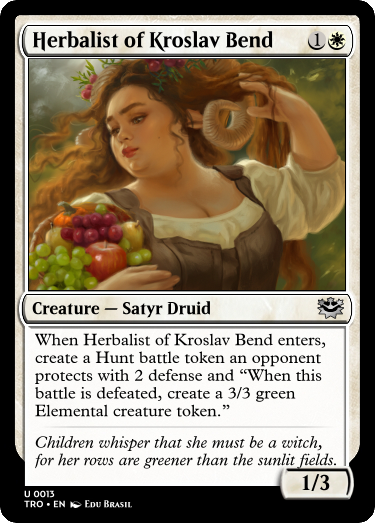 Herbalist of Kroslav Bend 1
Creature — Satyr Druid
When Herbalist of Kroslav Bend enters,
create a Hunt battle token an opponent
protects with 2 defense and “When this
battle is defeated, create a 3/3 green
Elemental creature token.”
Children whisper that she must be a witch,
for her rows are greener than the sunlit fields.
1/3
U 0013
TRO • EN Edu Brasil